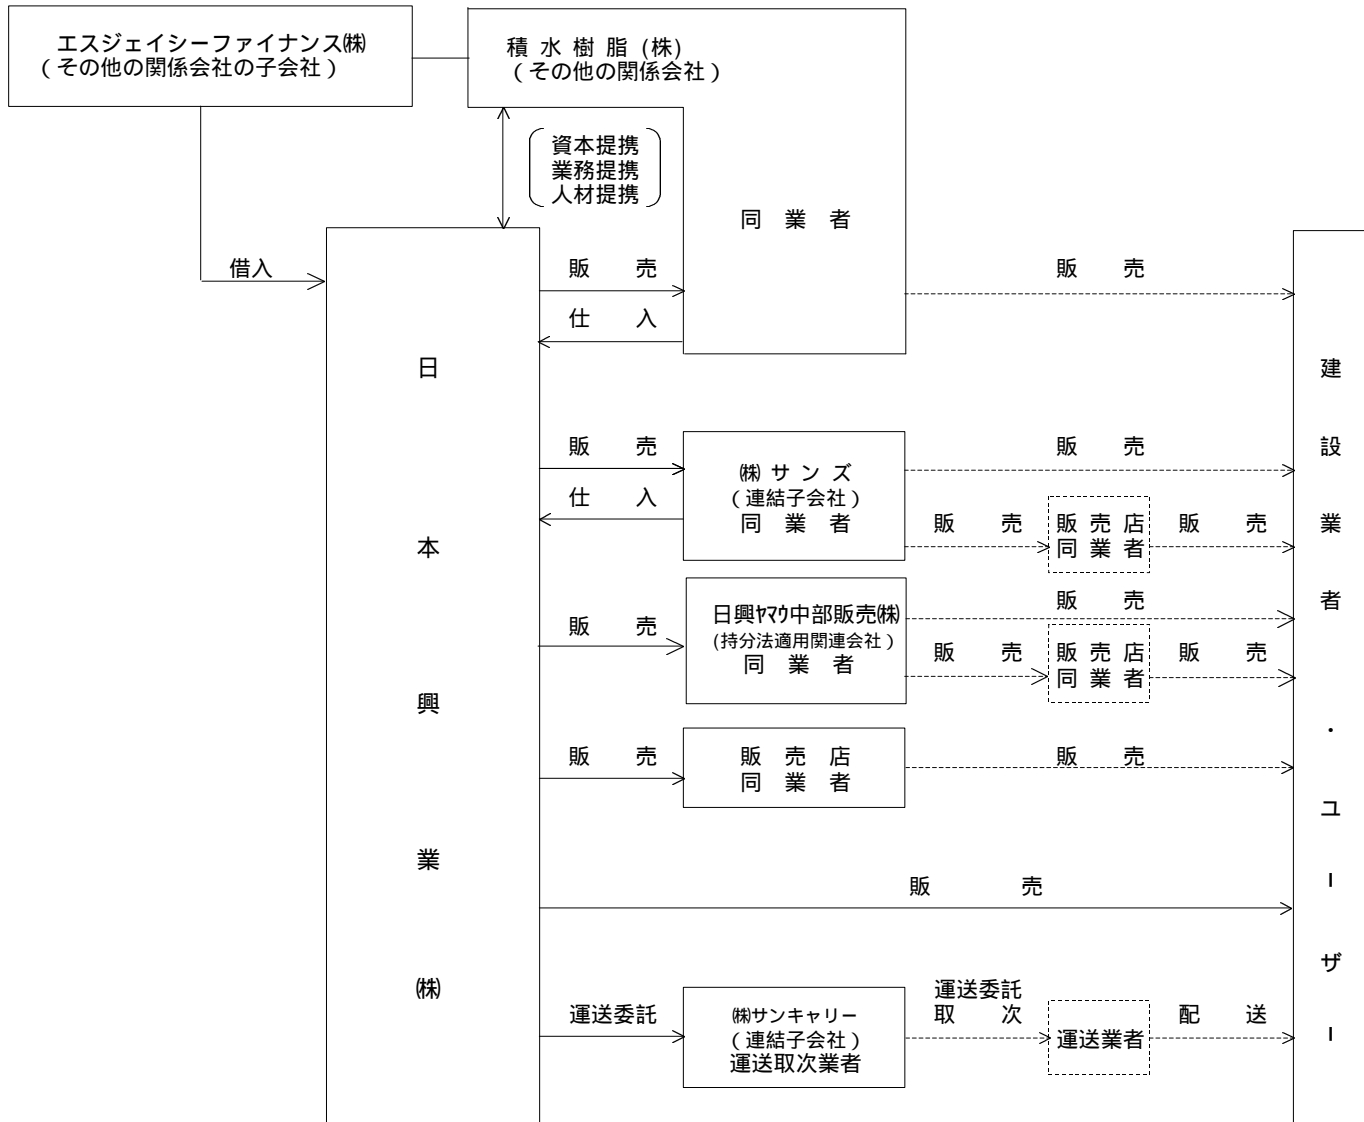 エスジェイシーファイナンス㈱
（その他の関係会社の子会社）
積 水 樹 脂 (株)
（その他の関係会社）
資本提携
業務提携
人材提携
同 業 者
借入
販 売
仕 入
販 売
日本興業㈱
建設業者・ユーザー
販 売
仕 入
㈱ サ ン ズ
（連結子会社）
同 業 者
販 売
販 売
販 売 店
同 業 者
販 売
販 売
日興ﾔﾏｳ中部販売㈱
(持分法適用関連会社）
同 業 者
販 売
販 売
販 売 店
同 業 者
販 売
販 売
販 売 店
同 業 者
販 売
販 売
運送委託
㈱サンキャリー
（連結子会社）
運送取次業者
運送委託
取 次
運送業者
配 送